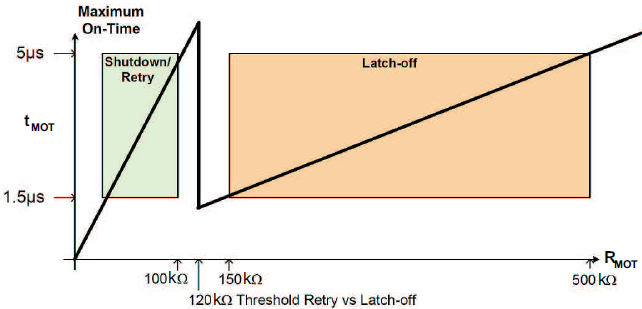 Maximum
On-Time
5µs
Shutdown/
Retry
Latch-off
tMOT
1.5µs
RMOT
100kΩ
150kΩ
500kΩ
120kΩ Threshold Retry vs Latch-off